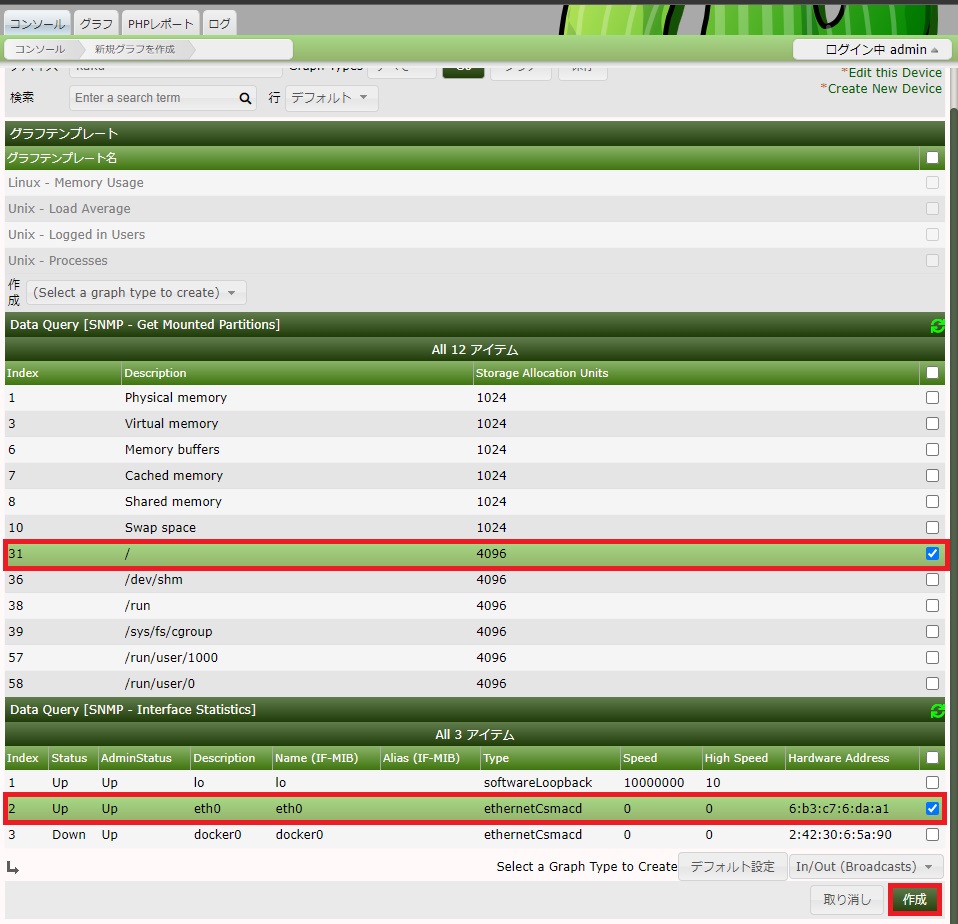 コンソール グラフ PHPレポート ログ
コンソール 新規グラフを作成 ログイン中 admin
*Edit this Device
検索 Enter a search term 行 デフォルト *Create New Device
グラフテンプレート
グラフテンプレート名
Linux - Memory Usage
Unix - Load Average
Unix - Logged in Users
Unix - Processes
作成 (Select a graph type to create)
Data Query [SNMP - Get Mounted Partitions]
All 12 アイテム
Index Description Storage Allocation Units
1 Physical memory 1024
3 Virtual memory 1024
6 Memory buffers 1024
7 Cached memory 1024
8 Shared memory 1024
10 Swap space 1024
31 / 4096
36 /dev/shm 4096
38 /run 4096
39 /sys/fs/cgroup 4096
57 /run/user/1000 4096
58 /run/user/0 4096
Data Query [SNMP - Interface Statistics]
All 3 アイテム
Index Status AdminStatus Description Name (IF-MIB) Alias (IF-MIB) Type Speed High Speed Hardware Address
1 Up Up lo lo softwareLoopback 10000000 10
2 Up Up eth0 eth0 ethernetCsmacd 0 0 6:b3:c7:6:da:a1
3 Down Up docker0 docker0 ethernetCsmacd 0 0 2:42:30:6:5a:90
Select a Graph Type to Create デフォルト設定 In/Out (Broadcasts)
取り消し 作成